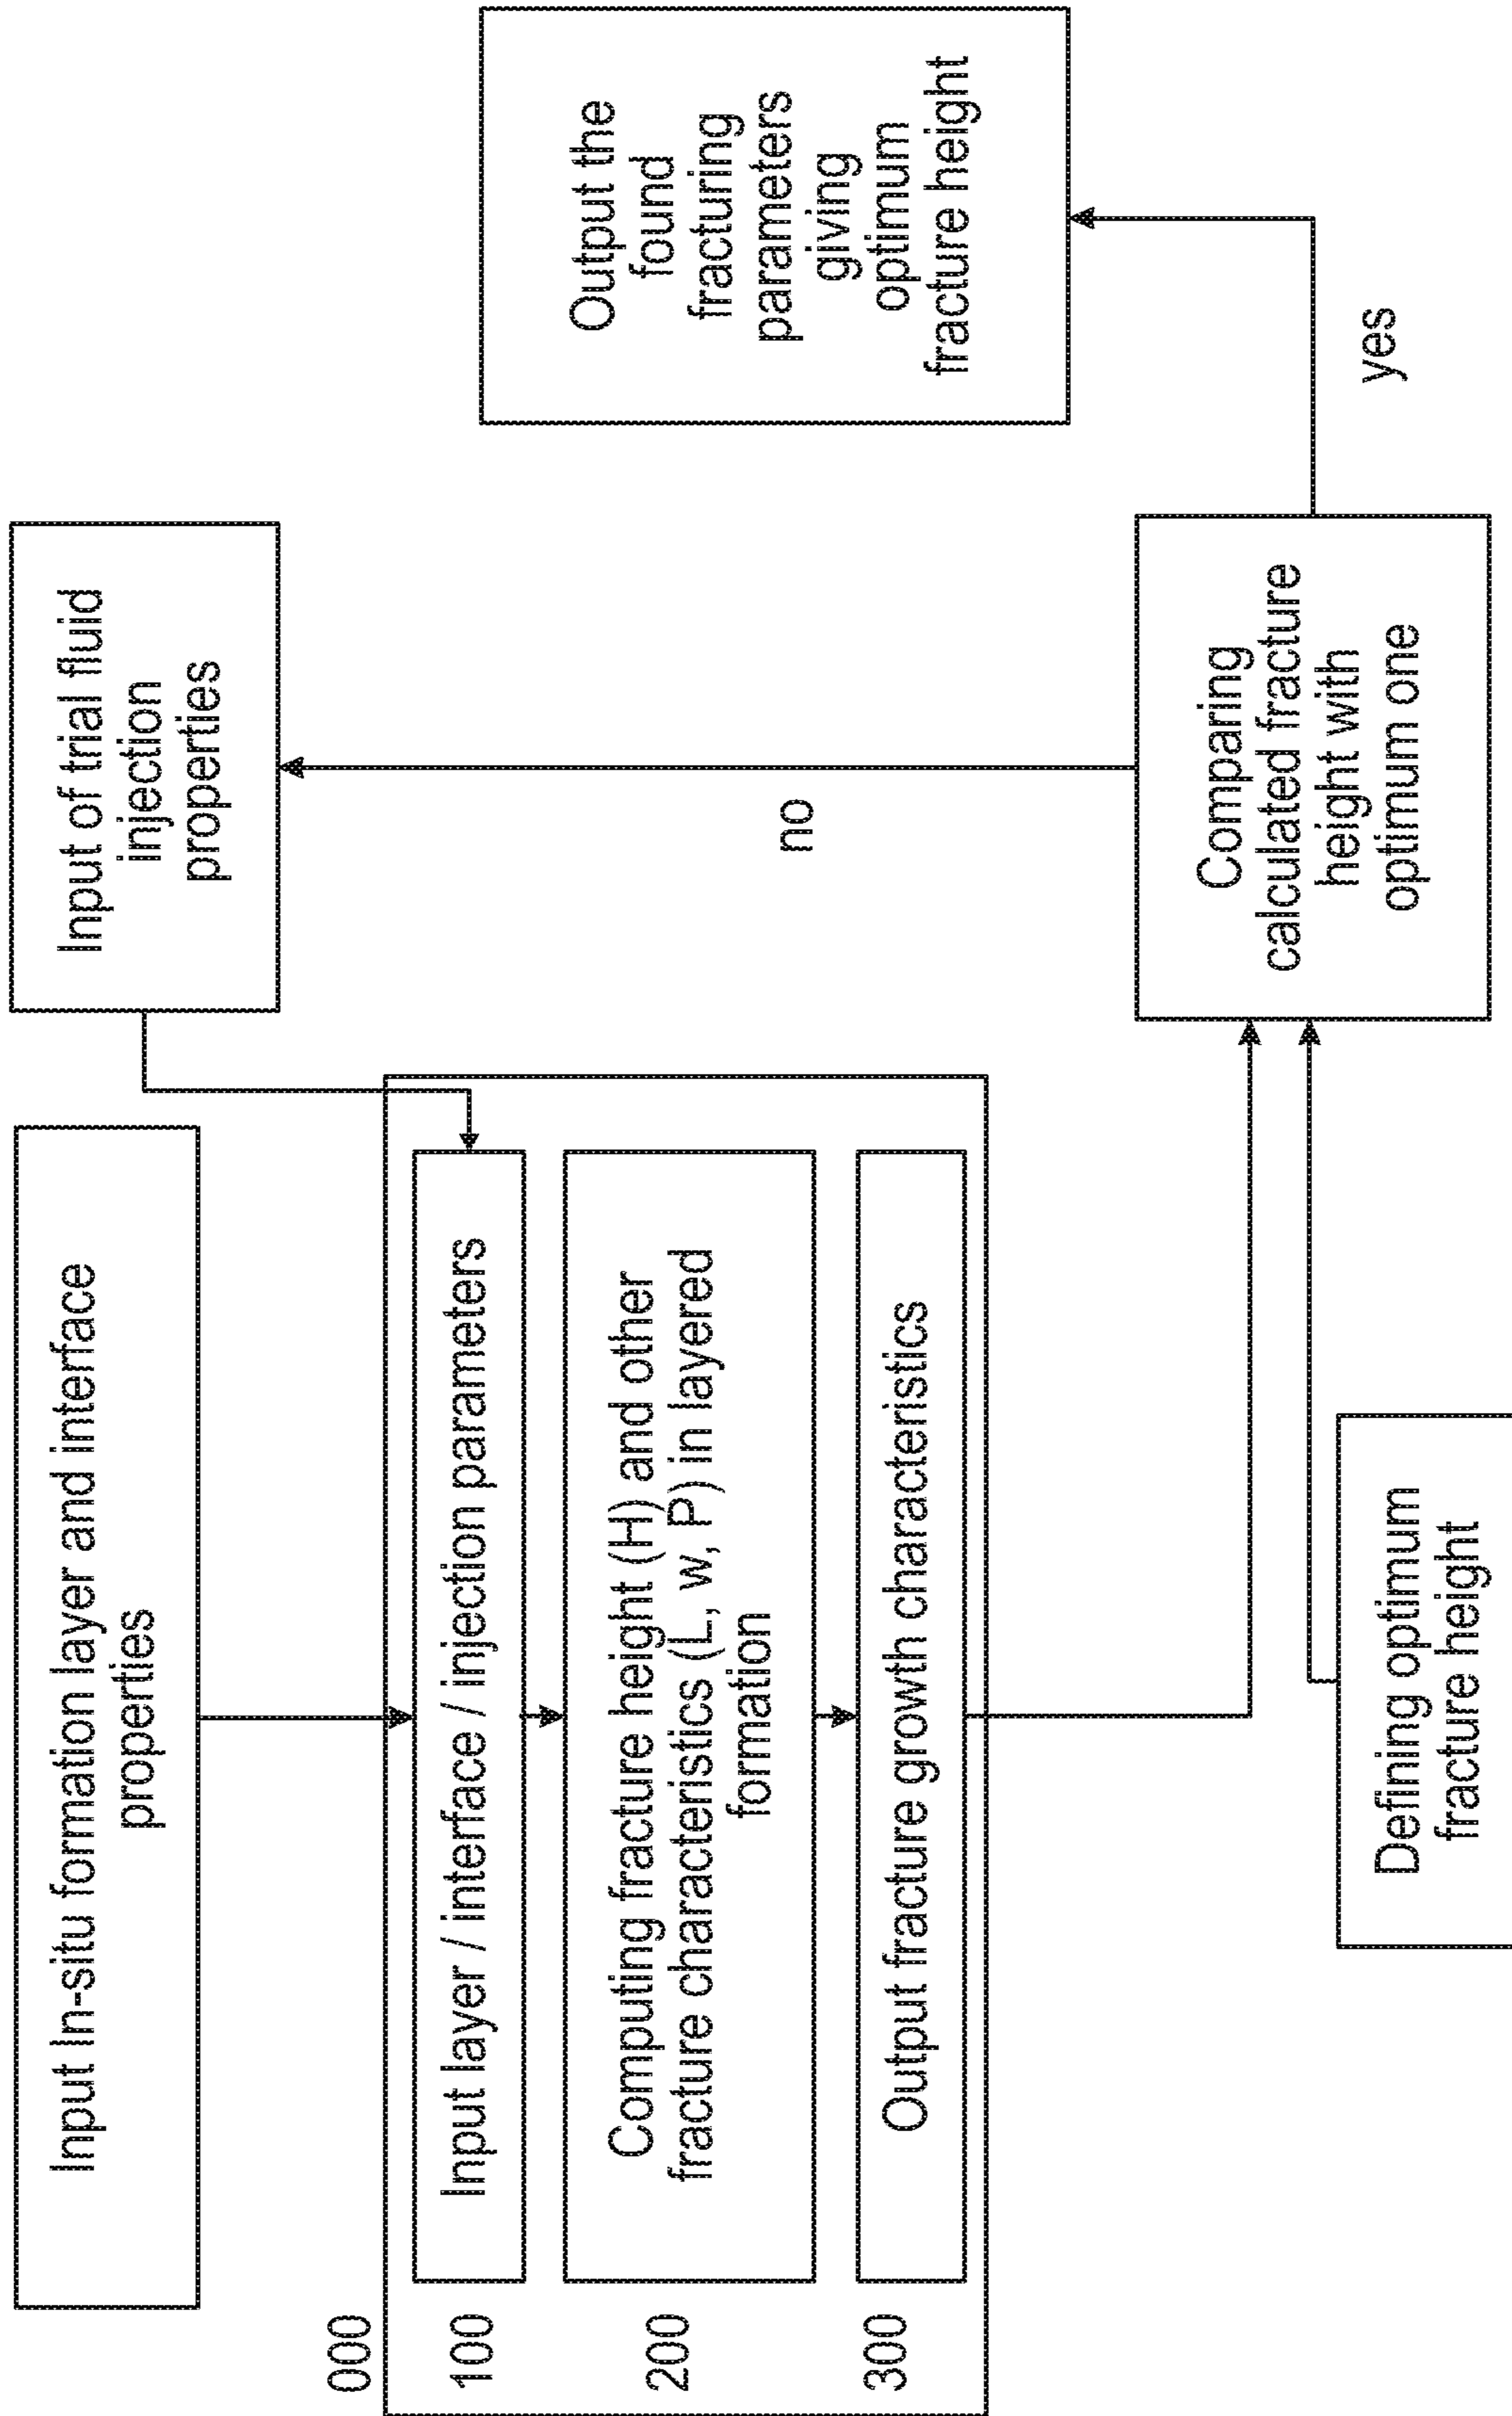 Input In-situ formation layer and interface
properties
Input of trial fluid
injection
properties
000
100
Input layer / interface / injection parameters
200
Computing fracture height (H) and other
fracture characteristics (L, w, P) in layered
formation
300
Output fracture growth characteristics
no
Output the
found
fracturing
parameters
giving
optimum
fracture height
Comparing
calculated fracture
height with
optimum one
yes
Defining optimum
fracture height